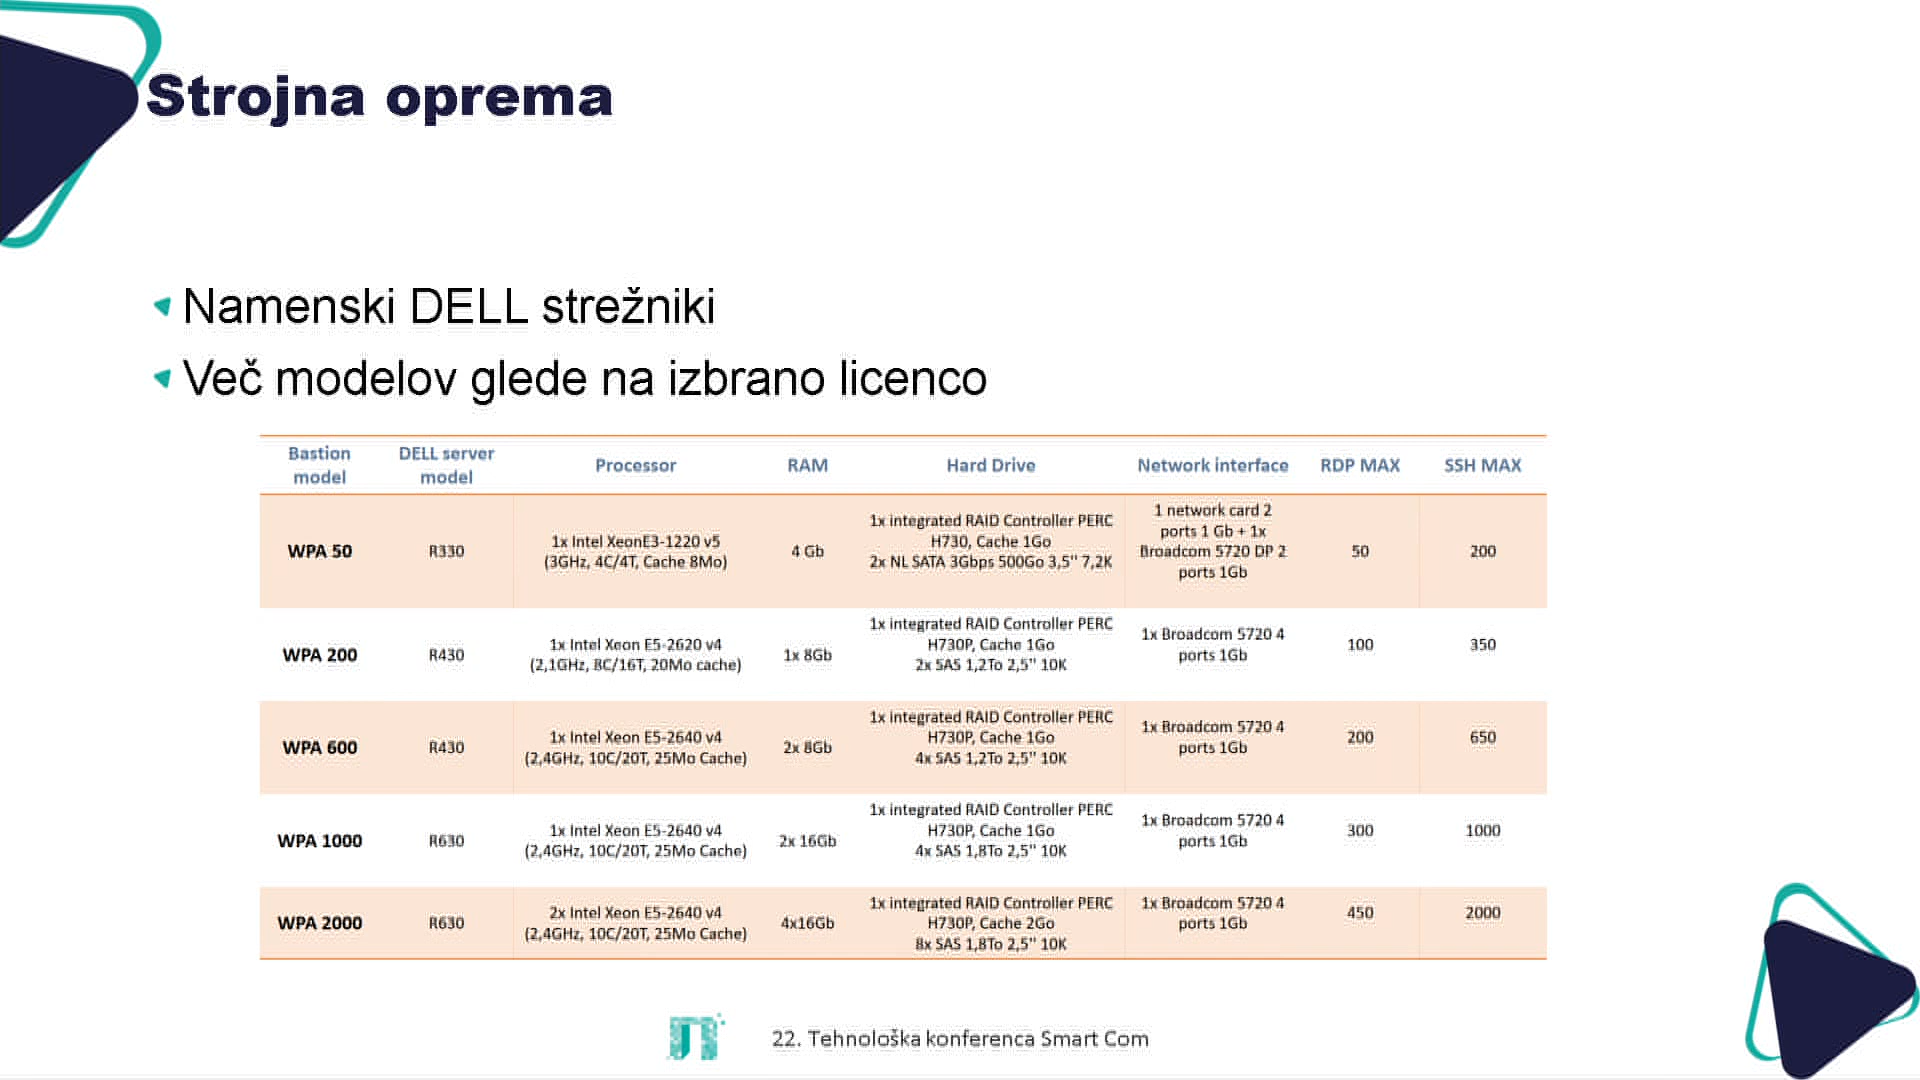 Strojna oprema
Namenski DELL strežniki
Več modelov glede na izbrano licenco
Bastion model | DELL server model | Processor | RAM | Hard Drive | Network interface | RDP MAX | SSH MAX
WPA 50 | R330 | 1x Intel XeonE3-1220 v5 (3GHz, 4C/4T, Cache 8Mo) | 4 Gb | 1x integrated RAID Controller PERC H730, Cache 1Go 2x NL SATA 3Gbps 500Go 3,5" 7,2K | 1 network card 2 ports 1 Gb + 1x Broadcom 5720 DP 2 ports 1Gb | 50 | 200
WPA 200 | R430 | 1x Intel Xeon E5-2620 v4 (2,1GHz, 8C/16T, 20Mo cache) | 1x 8Gb | 1x integrated RAID Controller PERC H730P, Cache 1Go 2x SAS 1,2To 2,5" 10K | 1x Broadcom 5720 4 ports 1Gb | 100 | 350
WPA 600 | R430 | 1x Intel Xeon E5-2640 v4 (2,4GHz, 10C/20T, 25Mo Cache) | 2x 8Gb | 1x integrated RAID Controller PERC H730P, Cache 1Go 4x SAS 1,2To 2,5" 10K | 1x Broadcom 5720 4 ports 1Gb | 200 | 650
WPA 1000 | R630 | 1x Intel Xeon E5-2640 v4 (2,4GHz, 10C/20T, 25Mo Cache) | 2x 16Gb | 1x integrated RAID Controller PERC H730P, Cache 1Go 4x SAS 1,8To 2,5" 10K | 1x Broadcom 5720 4 ports 1Gb | 300 | 1000
WPA 2000 | R630 | 2x Intel Xeon E5-2640 v4 (2,4GHz, 10C/20T, 25Mo Cache) | 4x16Gb | 1x integrated RAID Controller PERC H730P, Cache 2Go 8x SAS 1,8To 2,5" 10K | 1x Broadcom 5720 4 ports 1Gb | 450 | 2000
22. Tehnološka konferenca Smart Com